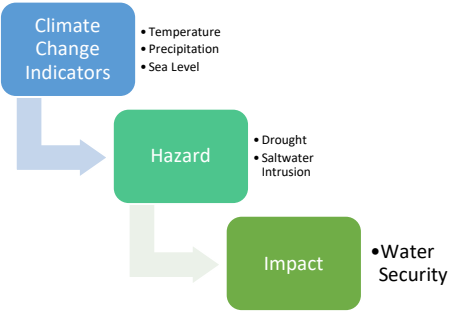 Climate
Change
Indicators
•Temperature
•Precipitation
•Sea Level
Hazard
•Drought
•Saltwater
Intrusion
Impact
•Water
Security